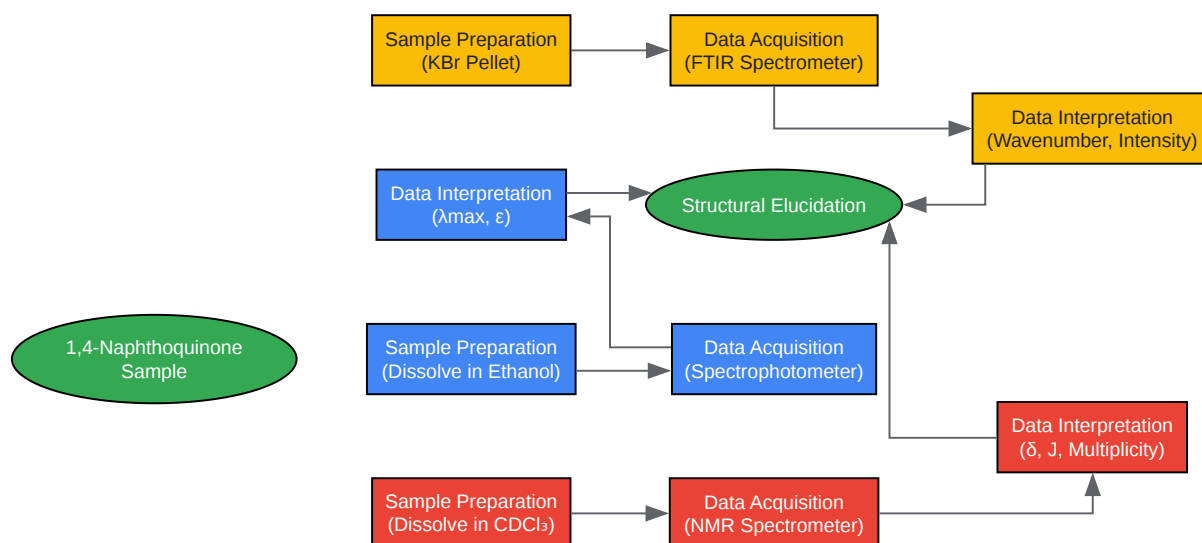 Sample Preparation
(KBr Pellet)
Data Acquisition
(FTIR Spectrometer)
Data Interpretation
(Wavenumber, Intensity)
Data Interpretation
(λmax, ε)
Structural Elucidation
1,4-Naphthoquinone
Sample
Sample Preparation
(Dissolve in Ethanol)
Data Acquisition
(Spectrophotometer)
Data Interpretation
(δ, J, Multiplicity)
Sample Preparation
(Dissolve in CDCl₃)
Data Acquisition
(NMR Spectrometer)